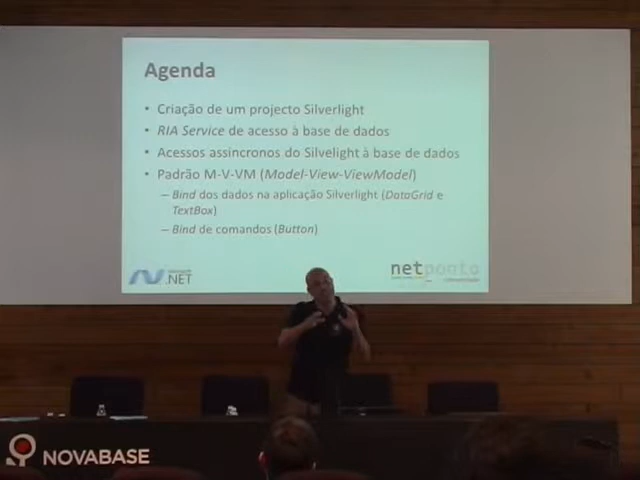 Agenda
• Criação de um projecto Silverlight
• RIA Service de acesso à base de dados
• Acessos assincronos do Silvelight à base de dados
• Padrão M-V-VM (Model-View-ViewModel)
– Bind dos dados na aplicação Silverlight (DataGrid e
TextBox)
– Bind de comandos (Button)
.NET
netponto
NOVABASE